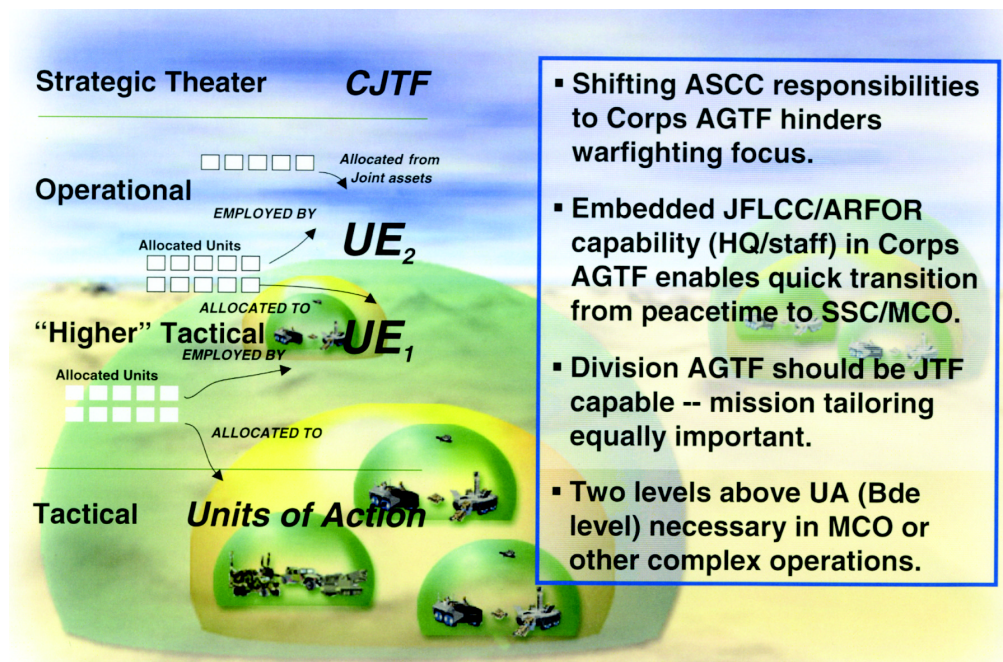 Strategic Theater CJTF
Allocated from
Joint assets
Operational
EMPLOYED BY
UE2
Allocated Units
ALLOCATED TO
“Higher” Tactical UE1
EMPLOYED BY
Allocated Units
ALLOCATED TO
Tactical Units of Action
▪ Shifting ASCC responsibilities
to Corps AGTF hinders
warfighting focus.
▪ Embedded JFLCC/ARFOR
capability (HQ/staff) in Corps
AGTF enables quick transition
from peacetime to SSC/MCO.
▪ Division AGTF should be JTF
capable -- mission tailoring
equally important.
▪ Two levels above UA (Bde
level) necessary in MCO or
other complex operations.